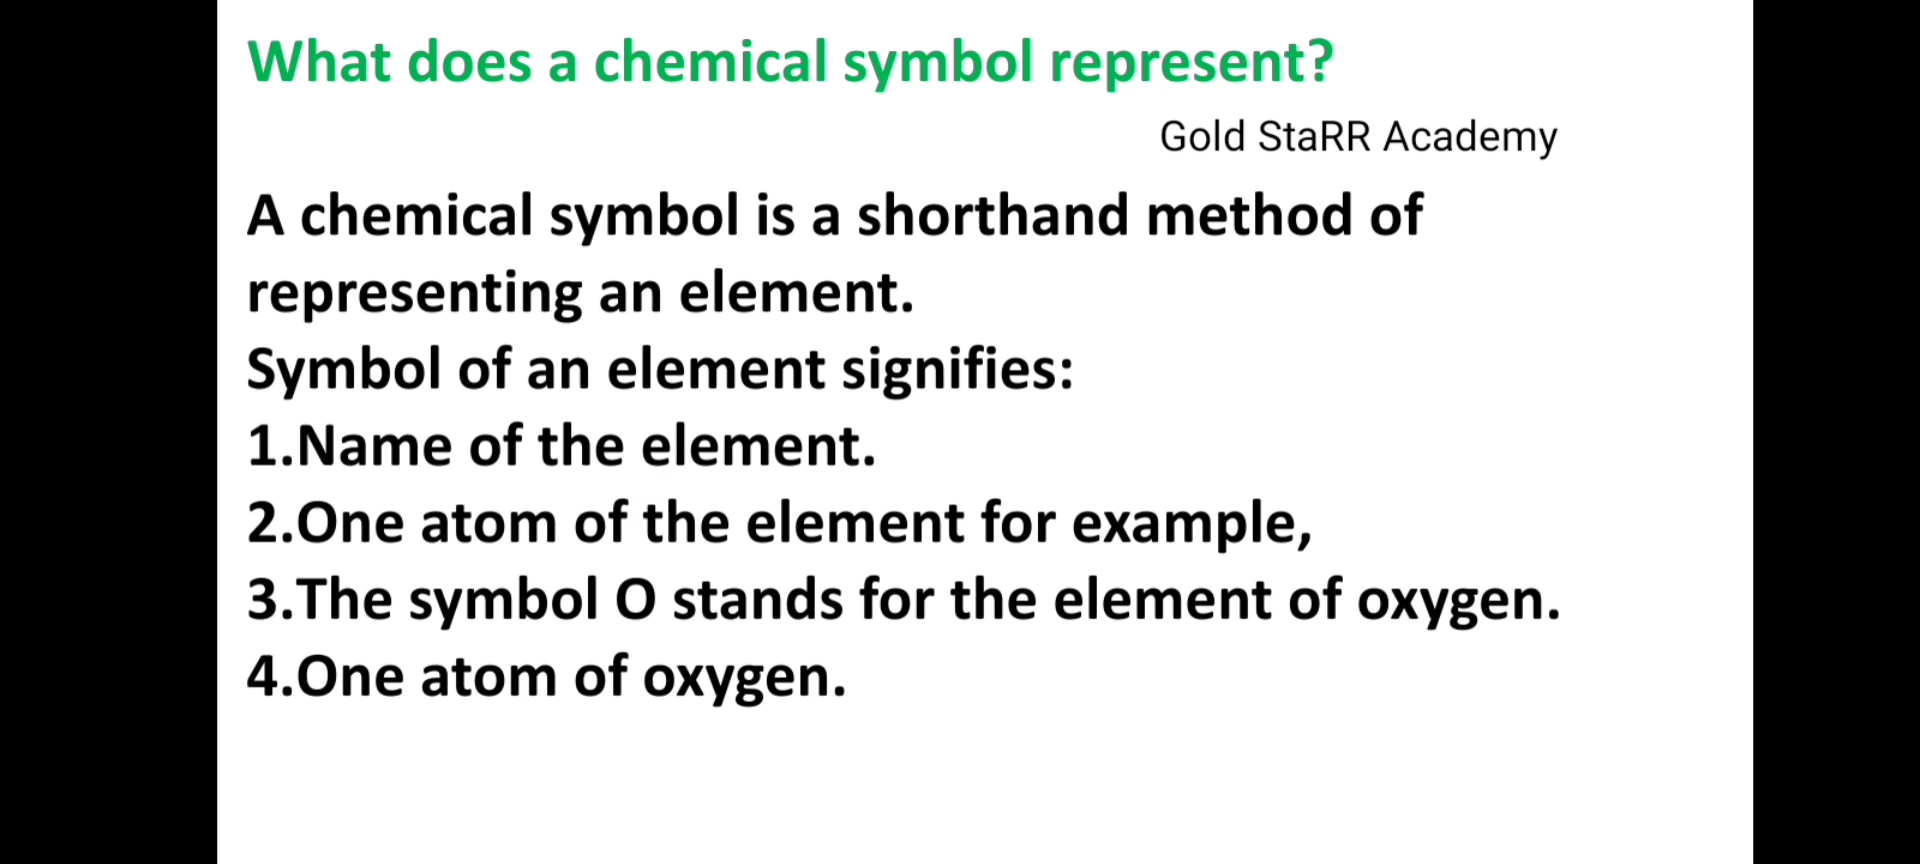 What does a chemical symbol represent?
Gold StaRR Academy
A chemical symbol is a shorthand method of
representing an element.
Symbol of an element signifies:
1.Name of the element.
2.One atom of the element for example,
3.The symbol O stands for the element of oxygen.
4.One atom of oxygen.